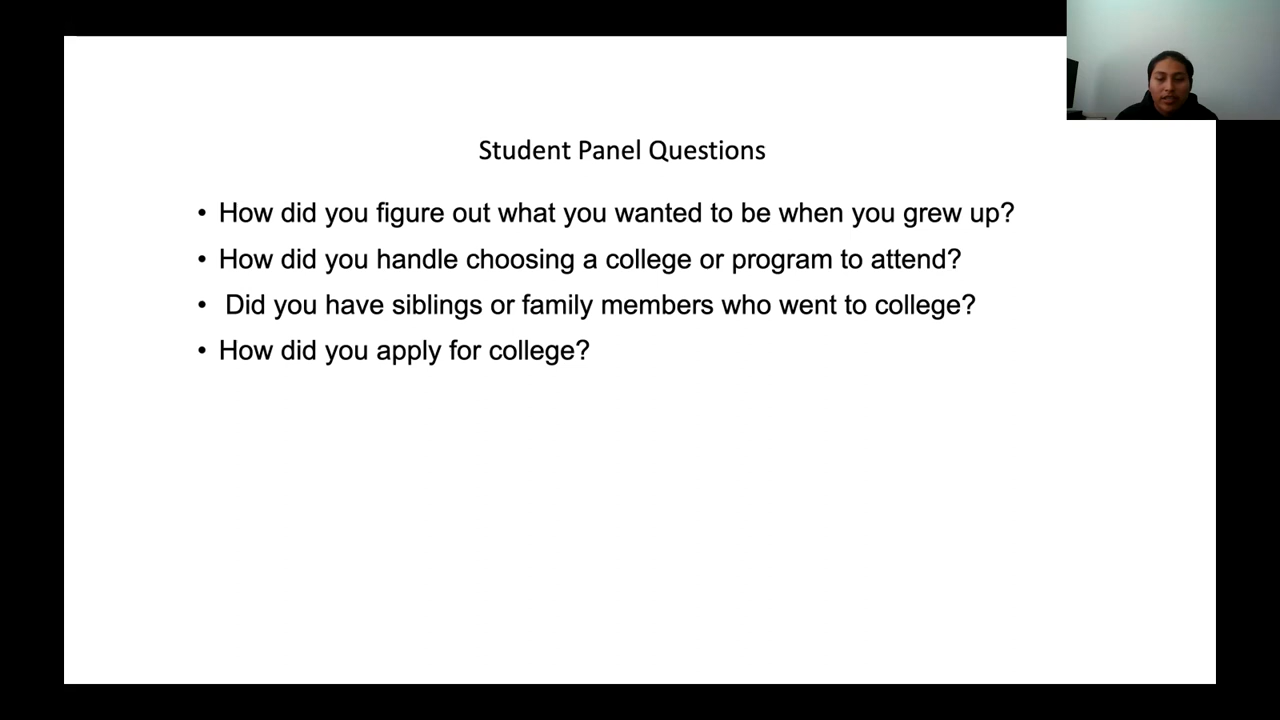 Student Panel Questions
• How did you figure out what you wanted to be when you grew up?
• How did you handle choosing a college or program to attend?
• Did you have siblings or family members who went to college?
• How did you apply for college?